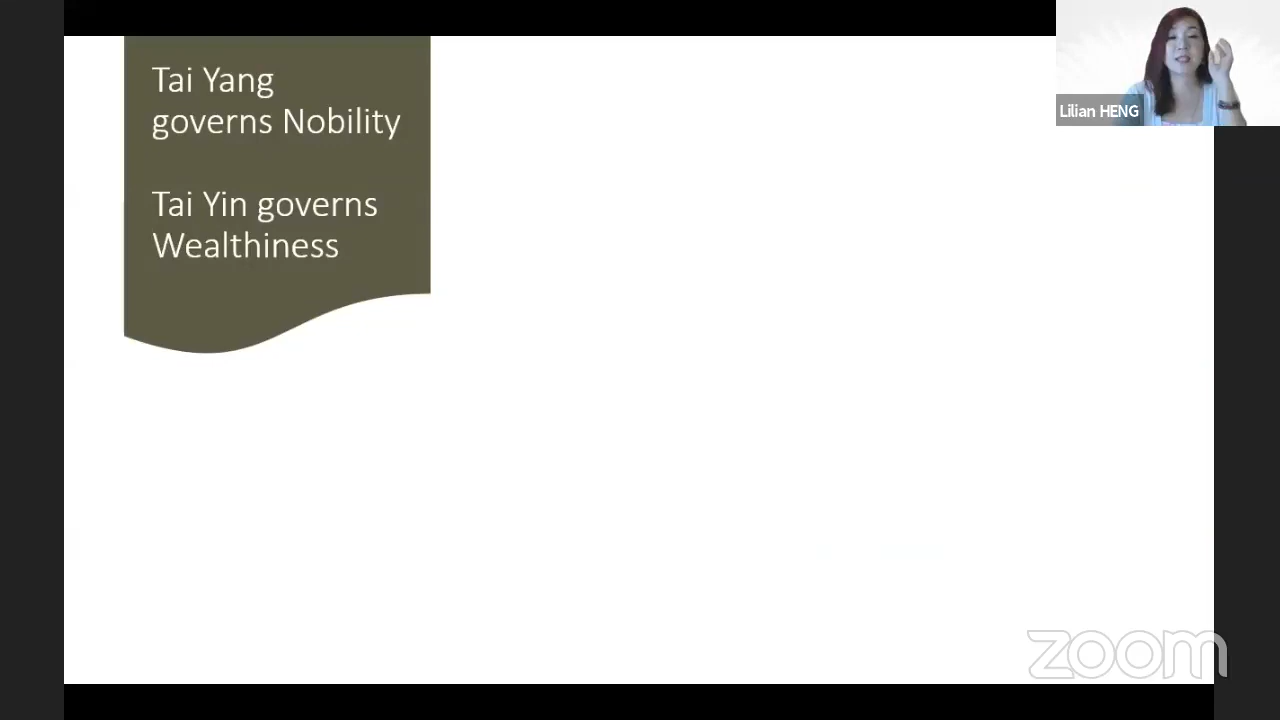 Tai Yang
governs Nobility
Tai Yin governs
Wealthiness
Lilian HENG
zoom